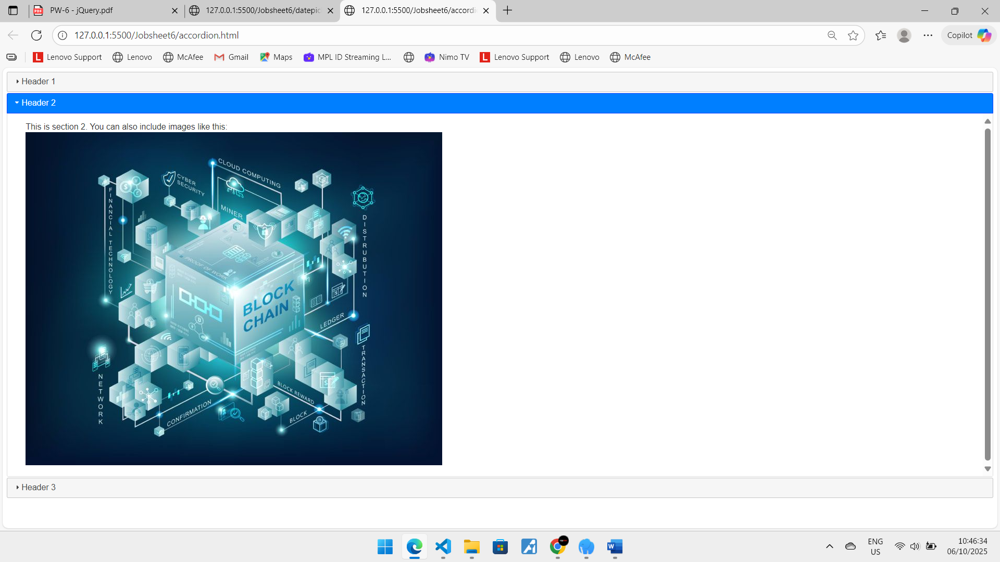 PW-6 - jQuery.pdf
127.0.0.1:5500/Jobsheet6/datepic
127.0.0.1:5500/Jobsheet6/accordi
127.0.0.1:5500/Jobsheet6/accordion.html
Copilot
Lenovo Support
Lenovo
McAfee
Gmail
Maps
MPL ID Streaming L...
Nimo TV
Lenovo Support
Lenovo
McAfee
Header 1
Header 2
This is section 2. You can also include images like this:
CLOUD COMPUTING
CYBER
SECURITY
MINER
FINANCIAL TECHNOLOGY
DISTRUBUTION
PROOF OF WORK
BLOCK
CHAIN
LEDGER
TRANSACTION
NETWORK
BLOCK REWARD
CONFIRMATION
BLOCK
Header 3
ENG
US
10:46:34
06/10/2025